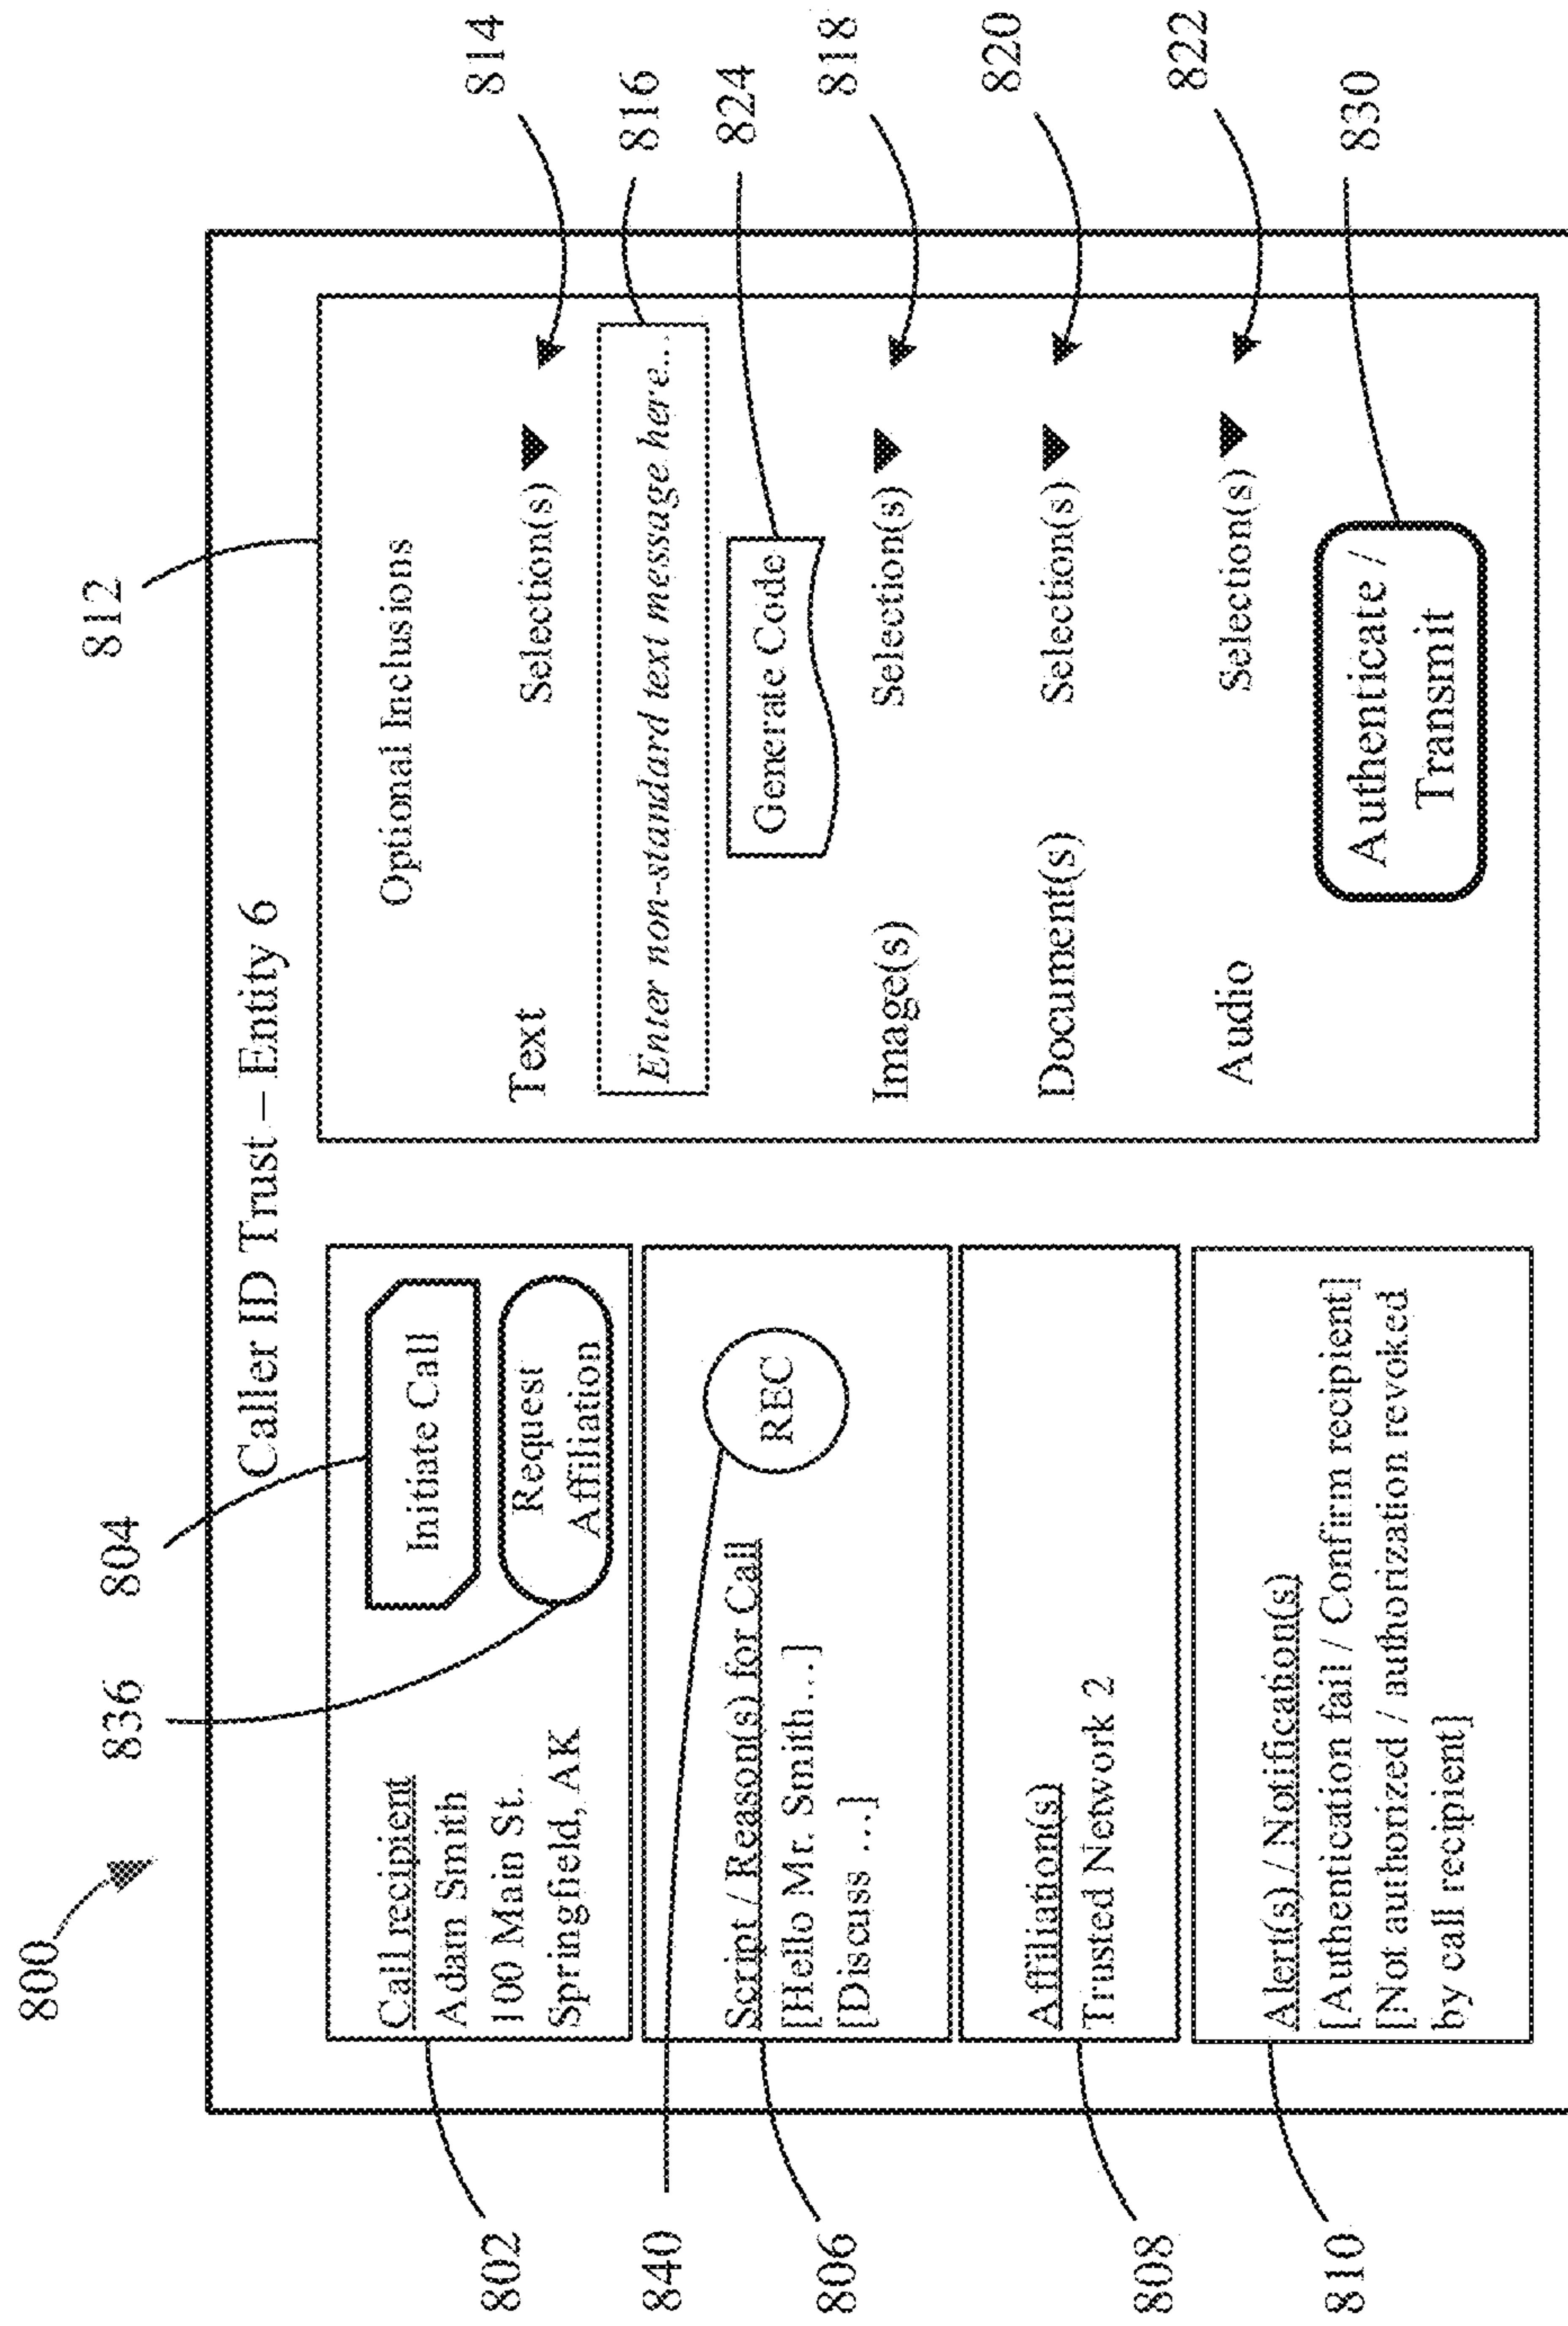 800
836
804
812
Caller ID Trust – Entity 6
802
Call recipient
Adam Smith
100 Main St.
Springfield, AK
Initiate Call
Request
Affiliation
840
806
Script / Reason(s) for Call
[Hello Mr. Smith…]
[Discuss …]
REC
808
Affiliation(s)
Trusted Network 2
810
Alert(s) / Notification(s)
[Authentication fail / Confirm recipient]
[Not authorized / authorization revoked
by call recipient]
Optional Inclusions
Text Selection(s)
814
Enter non-standard text message here…
816
Generate Code
824
Image(s) Selection(s)
818
Document(s) Selection(s)
820
Audio Selection(s)
822
Authenticate /
Transmit
830